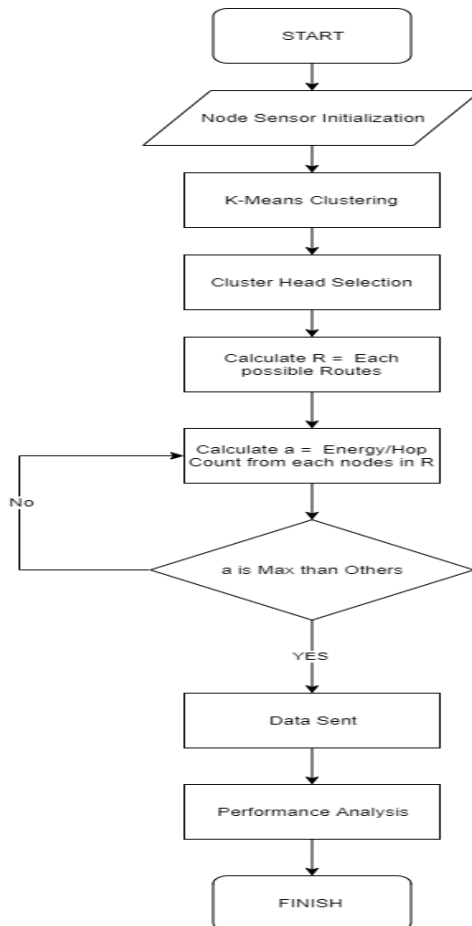 START
Node Sensor Initialization
K-Means Clustering
Cluster Head Selection
Calculate R = Each
possible Routes
Calculate a = Energy/Hop
Count from each nodes in R
No
a is Max than Others
YES
Data Sent
Performance Analysis
FINISH